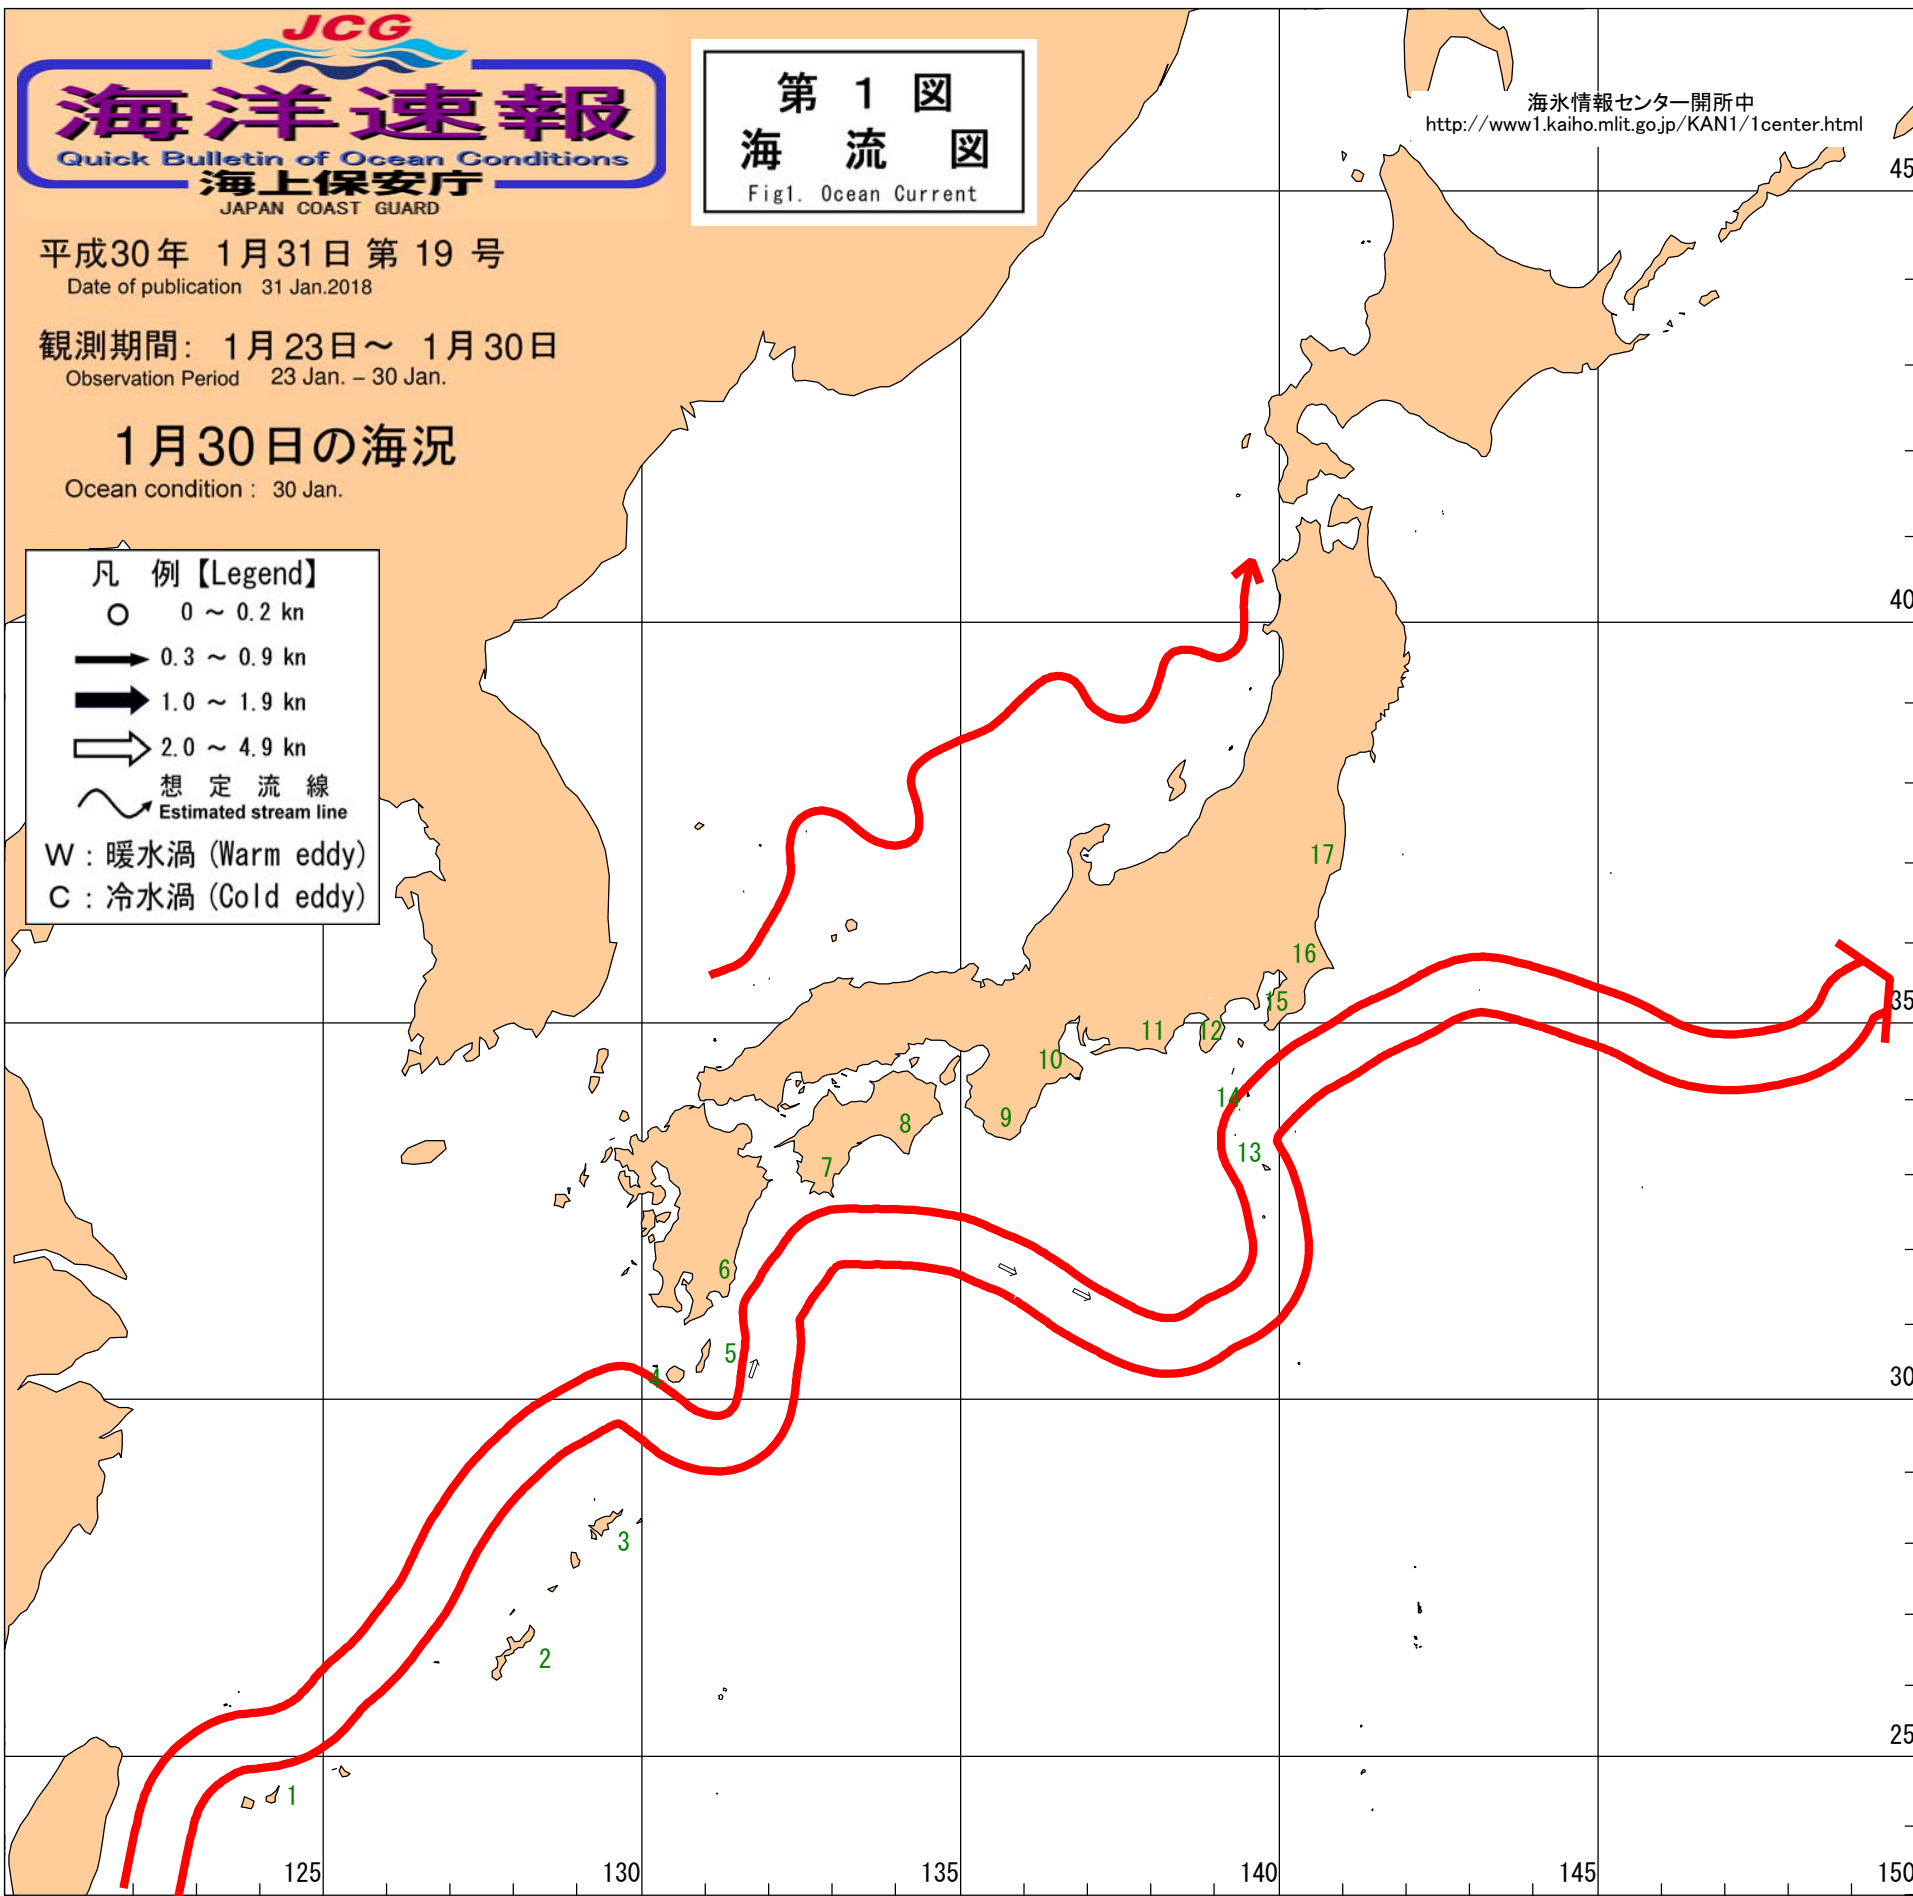 JCG
海洋速報
Quick Bulletin of Ocean Conditions
海上保安庁
JAPAN COAST GUARD
第 1 図
海 流 図
Fig1. Ocean Current
海氷情報センター開所中
http://www1.kaiho.mlit.go.jp/KAN1/1center.html
平成30年 1月31日 第 19 号
Date of publication 31 Jan.2018
観測期間: 1月23日～ 1月30日
Observation Period 23 Jan. – 30 Jan.
1月30日の海況
Ocean condition : 30 Jan.
凡 例【Legend】
0 ～ 0.2 kn
0.3 ～ 0.9 kn
1.0 ～ 1.9 kn
2.0 ～ 4.9 kn
想 定 流 線
Estimated stream line
W : 暖水渦 (Warm eddy)
C : 冷水渦 (Cold eddy)
45
40
17
16
35
15
12
11
10
14
9
8
13
7
6
5
4
30
3
2
25
1
125
130
135
140
145
150